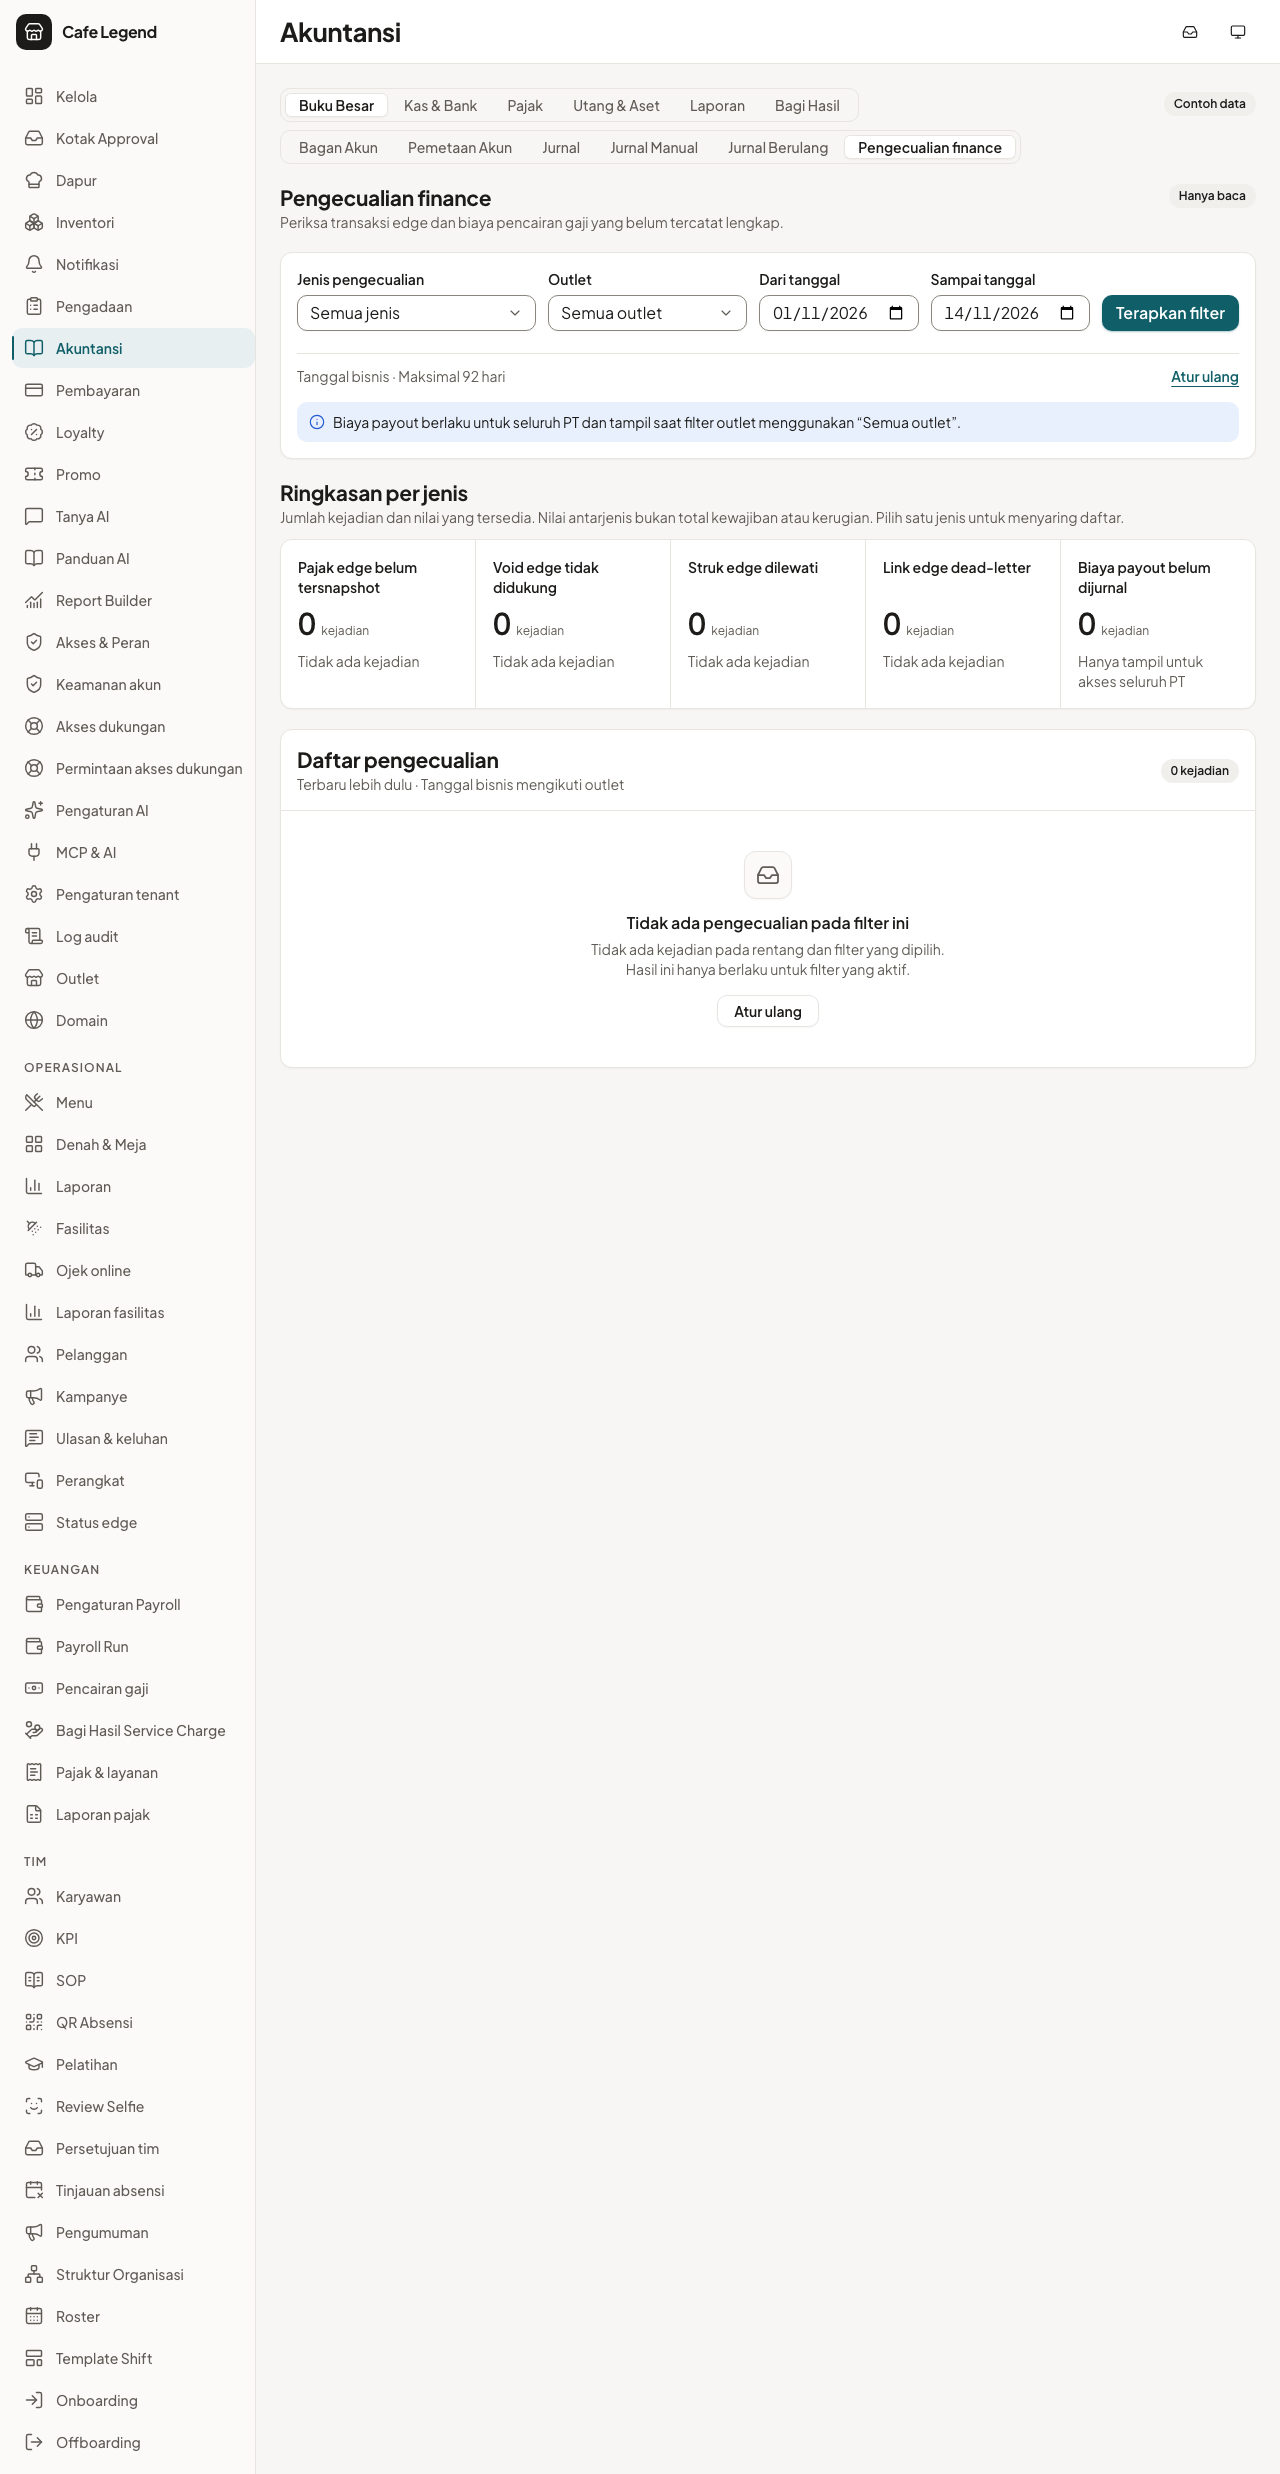 Cafe Legend
Kelola
Kotak Approval
Dapur
Inventori
Notifikasi
Pengadaan
Akuntansi
Pembayaran
Loyalty
Promo
Tanya AI
Panduan AI
Report Builder
Akses & Peran
Keamanan akun
Akses dukungan
Permintaan akses dukungan
Pengaturan AI
MCP & AI
Pengaturan tenant
Log audit
Outlet
Domain
OPERASIONAL
Menu
Denah & Meja
Laporan
Fasilitas
Ojek online
Laporan fasilitas
Pelanggan
Kampanye
Ulasan & keluhan
Perangkat
Status edge
KEUANGAN
Pengaturan Payroll
Payroll Run
Pencairan gaji
Bagi Hasil Service Charge
Pajak & layanan
Laporan pajak
TIM
Karyawan
KPI
SOP
QR Absensi
Pelatihan
Review Selfie
Persetujuan tim
Tinjauan absensi
Pengumuman
Struktur Organisasi
Roster
Template Shift
Onboarding
Offboarding
Akuntansi
Buku Besar Kas & Bank Pajak Utang & Aset Laporan Bagi Hasil
Contoh data
Bagan Akun Pemetaan Akun Jurnal Jurnal Manual Jurnal Berulang Pengecualian finance
Pengecualian finance
Hanya baca
Periksa transaksi edge dan biaya pencairan gaji yang belum tercatat lengkap.
Jenis pengecualian Outlet Dari tanggal Sampai tanggal
Semua jenis Semua outlet 01/11/2026 14/11/2026 Terapkan filter
Tanggal bisnis · Maksimal 92 hari
Atur ulang
Biaya payout berlaku untuk seluruh PT dan tampil saat filter outlet menggunakan “Semua outlet”.
Ringkasan per jenis
Jumlah kejadian dan nilai yang tersedia. Nilai antarjenis bukan total kewajiban atau kerugian. Pilih satu jenis untuk menyaring daftar.
Pajak edge belum
tersnapshot
0 kejadian
Tidak ada kejadian
Void edge tidak
didukung
0 kejadian
Tidak ada kejadian
Struk edge dilewati
0 kejadian
Tidak ada kejadian
Link edge dead-letter
0 kejadian
Tidak ada kejadian
Biaya payout belum
dijurnal
0 kejadian
Hanya tampil untuk
akses seluruh PT
Daftar pengecualian
Terbaru lebih dulu · Tanggal bisnis mengikuti outlet
0 kejadian
Tidak ada pengecualian pada filter ini
Tidak ada kejadian pada rentang dan filter yang dipilih.
Hasil ini hanya berlaku untuk filter yang aktif.
Atur ulang